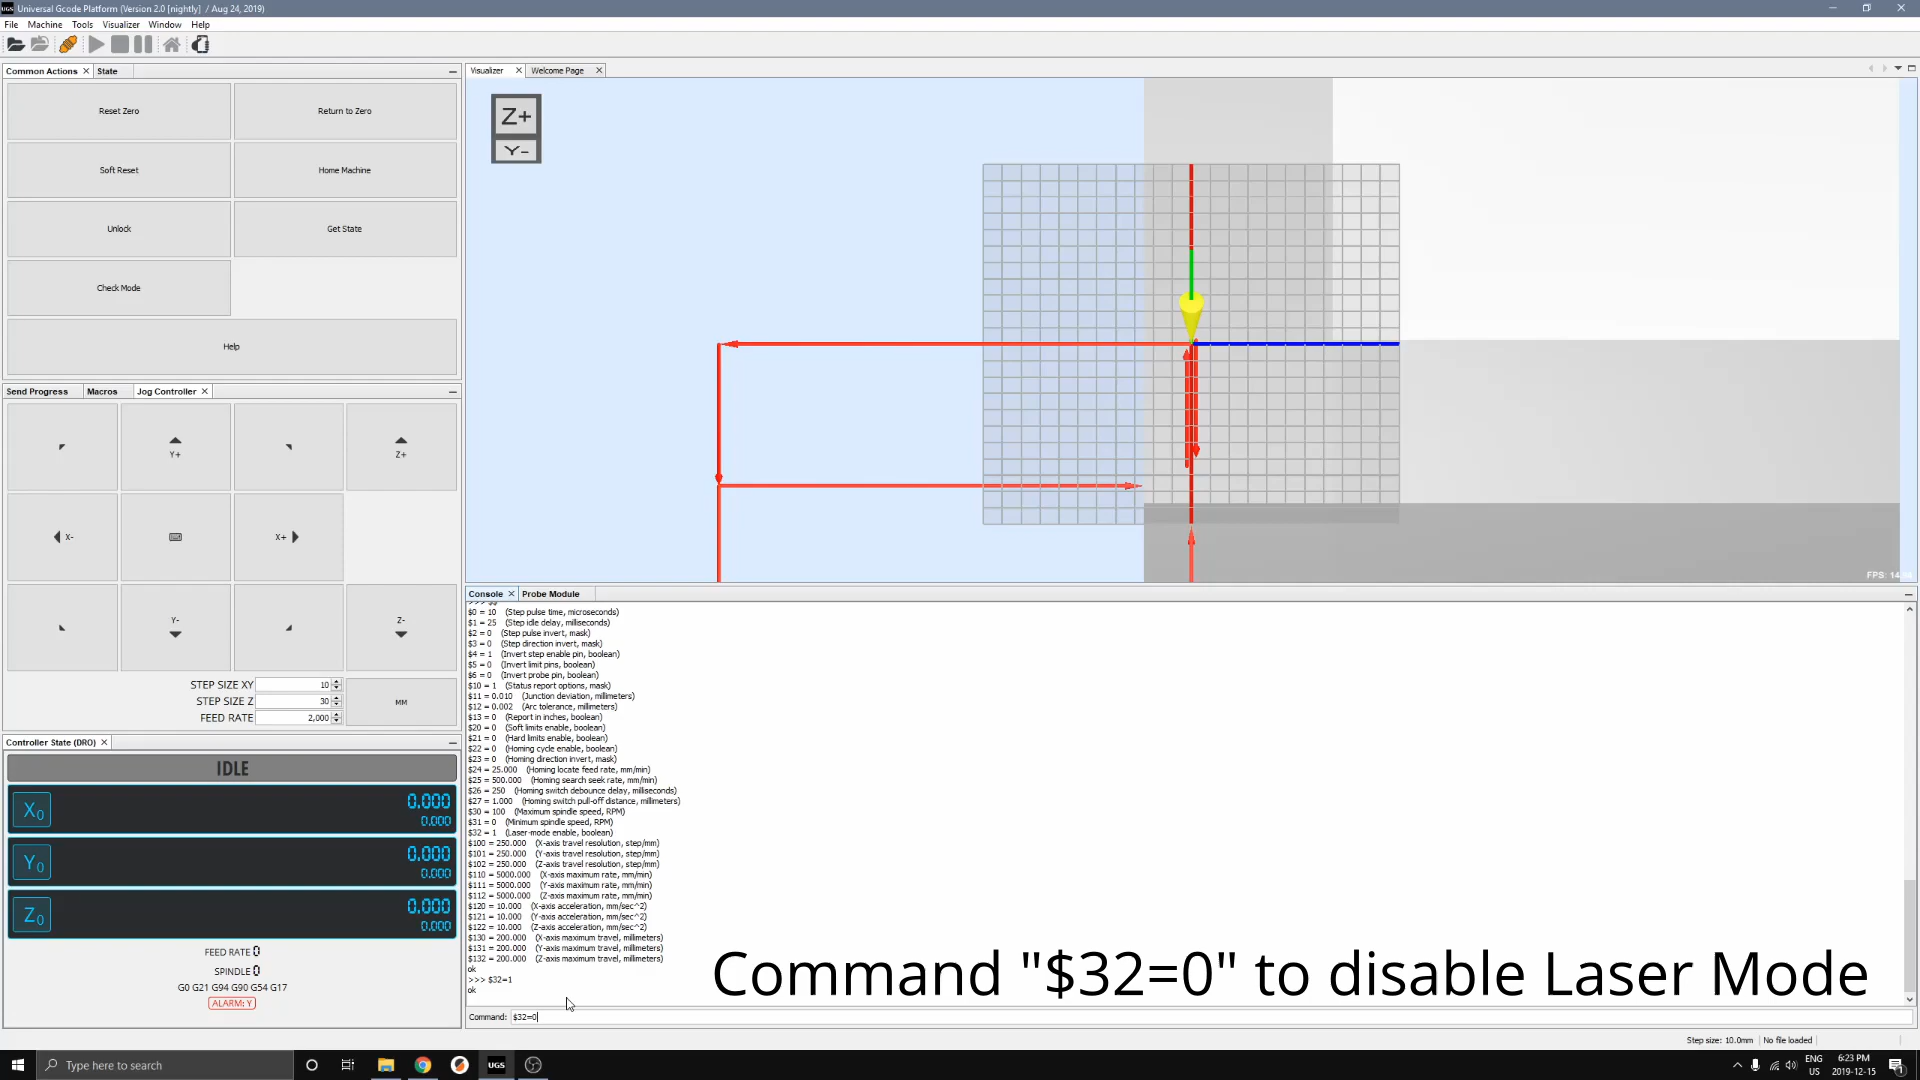 UGS Universal Gcode Platform (Version 2.0 [nightly] / Aug 24, 2019)
File Machine Tools Visualizer Window Help
Common Actions State
Reset Zero Return to Zero
Soft Reset Home Machine
Unlock Get State
Check Mode
Help
Send Progress Macros Jog Controller
Y+ Z+
X- X+
Y- Z-
STEP SIZE XY 10
STEP SIZE Z 30
FEED RATE 2,000
MM
Controller State (DRO)
IDLE
X0 0.000
0.000
Y0 0.000
0.000
Z0 0.000
0.000
FEED RATE 0
SPINDLE 0
G0 G21 G94 G90 G54 G17
ALARM: Y
Visualizer Welcome Page
Z+
Y-
FPS: 14
Console Probe Module
>>> $$
$0 = 10 (Step pulse time, microseconds)
$1 = 25 (Step idle delay, milliseconds)
$2 = 0 (Step pulse invert, mask)
$3 = 0 (Step direction invert, mask)
$4 = 1 (Invert step enable pin, boolean)
$5 = 0 (Invert limit pins, boolean)
$6 = 0 (Invert probe pin, boolean)
$10 = 1 (Status report options, mask)
$11 = 0.010 (Junction deviation, millimeters)
$12 = 0.002 (Arc tolerance, millimeters)
$13 = 0 (Report in inches, boolean)
$20 = 0 (Soft limits enable, boolean)
$21 = 0 (Hard limits enable, boolean)
$22 = 0 (Homing cycle enable, boolean)
$23 = 0 (Homing direction invert, mask)
$24 = 25.000 (Homing locate feed rate, mm/min)
$25 = 500.000 (Homing search seek rate, mm/min)
$26 = 250 (Homing switch debounce delay, milliseconds)
$27 = 1.000 (Homing switch pull-off distance, millimeters)
$30 = 100 (Maximum spindle speed, RPM)
$31 = 0 (Minimum spindle speed, RPM)
$32 = 1 (Laser-mode enable, boolean)
$100 = 250.000 (X-axis travel resolution, step/mm)
$101 = 250.000 (Y-axis travel resolution, step/mm)
$102 = 250.000 (Z-axis travel resolution, step/mm)
$110 = 5000.000 (X-axis maximum rate, mm/min)
$111 = 5000.000 (Y-axis maximum rate, mm/min)
$112 = 5000.000 (Z-axis maximum rate, mm/min)
$120 = 10.000 (X-axis acceleration, mm/sec^2)
$121 = 10.000 (Y-axis acceleration, mm/sec^2)
$122 = 10.000 (Z-axis acceleration, mm/sec^2)
$130 = 200.000 (X-axis maximum travel, millimeters)
$131 = 200.000 (Y-axis maximum travel, millimeters)
$132 = 200.000 (Z-axis maximum travel, millimeters)
ok
>>> $32=1
ok
Command "$32=0" to disable Laser Mode
Command: $32=0
Step size: 10.0mm No file loaded
Type here to search
UGS
ENG
US
6:23 PM
2019-12-15